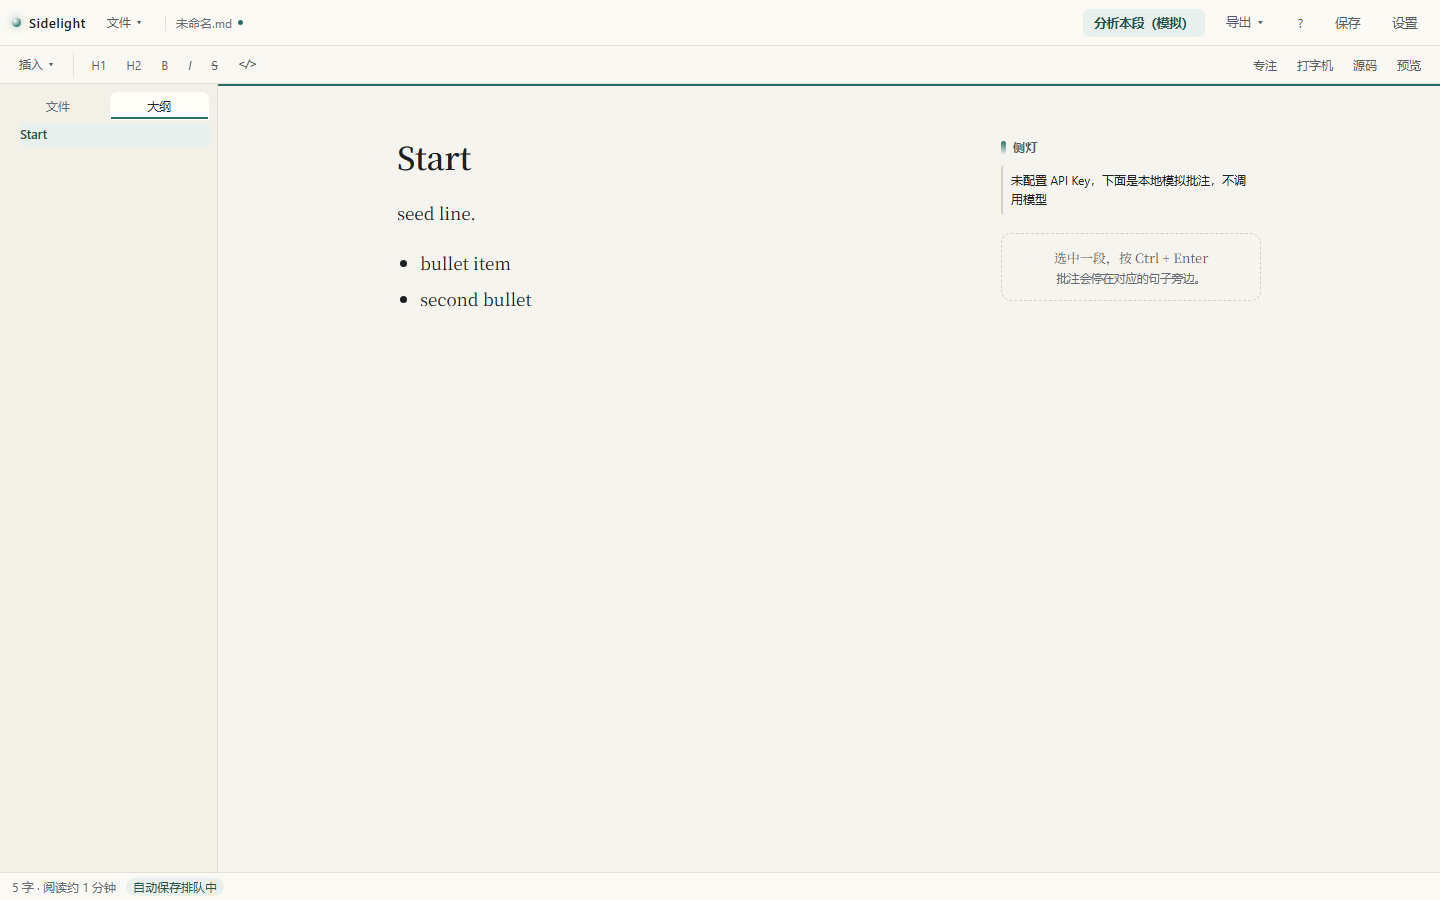 Sidelight 文件 未命名.md 分析本段（模拟） 导出 ? 保存 设置
插入 H1 H2 B I S </> 专注 打字机 源码 预览
文件 大纲
Start
Start
seed line.
bullet item
second bullet
侧灯
未配置 API Key，下面是本地模拟批注，不调
用模型
选中一段，按 Ctrl + Enter
批注会停在对应的句子旁边。
5 字 · 阅读约 1 分钟 自动保存排队中